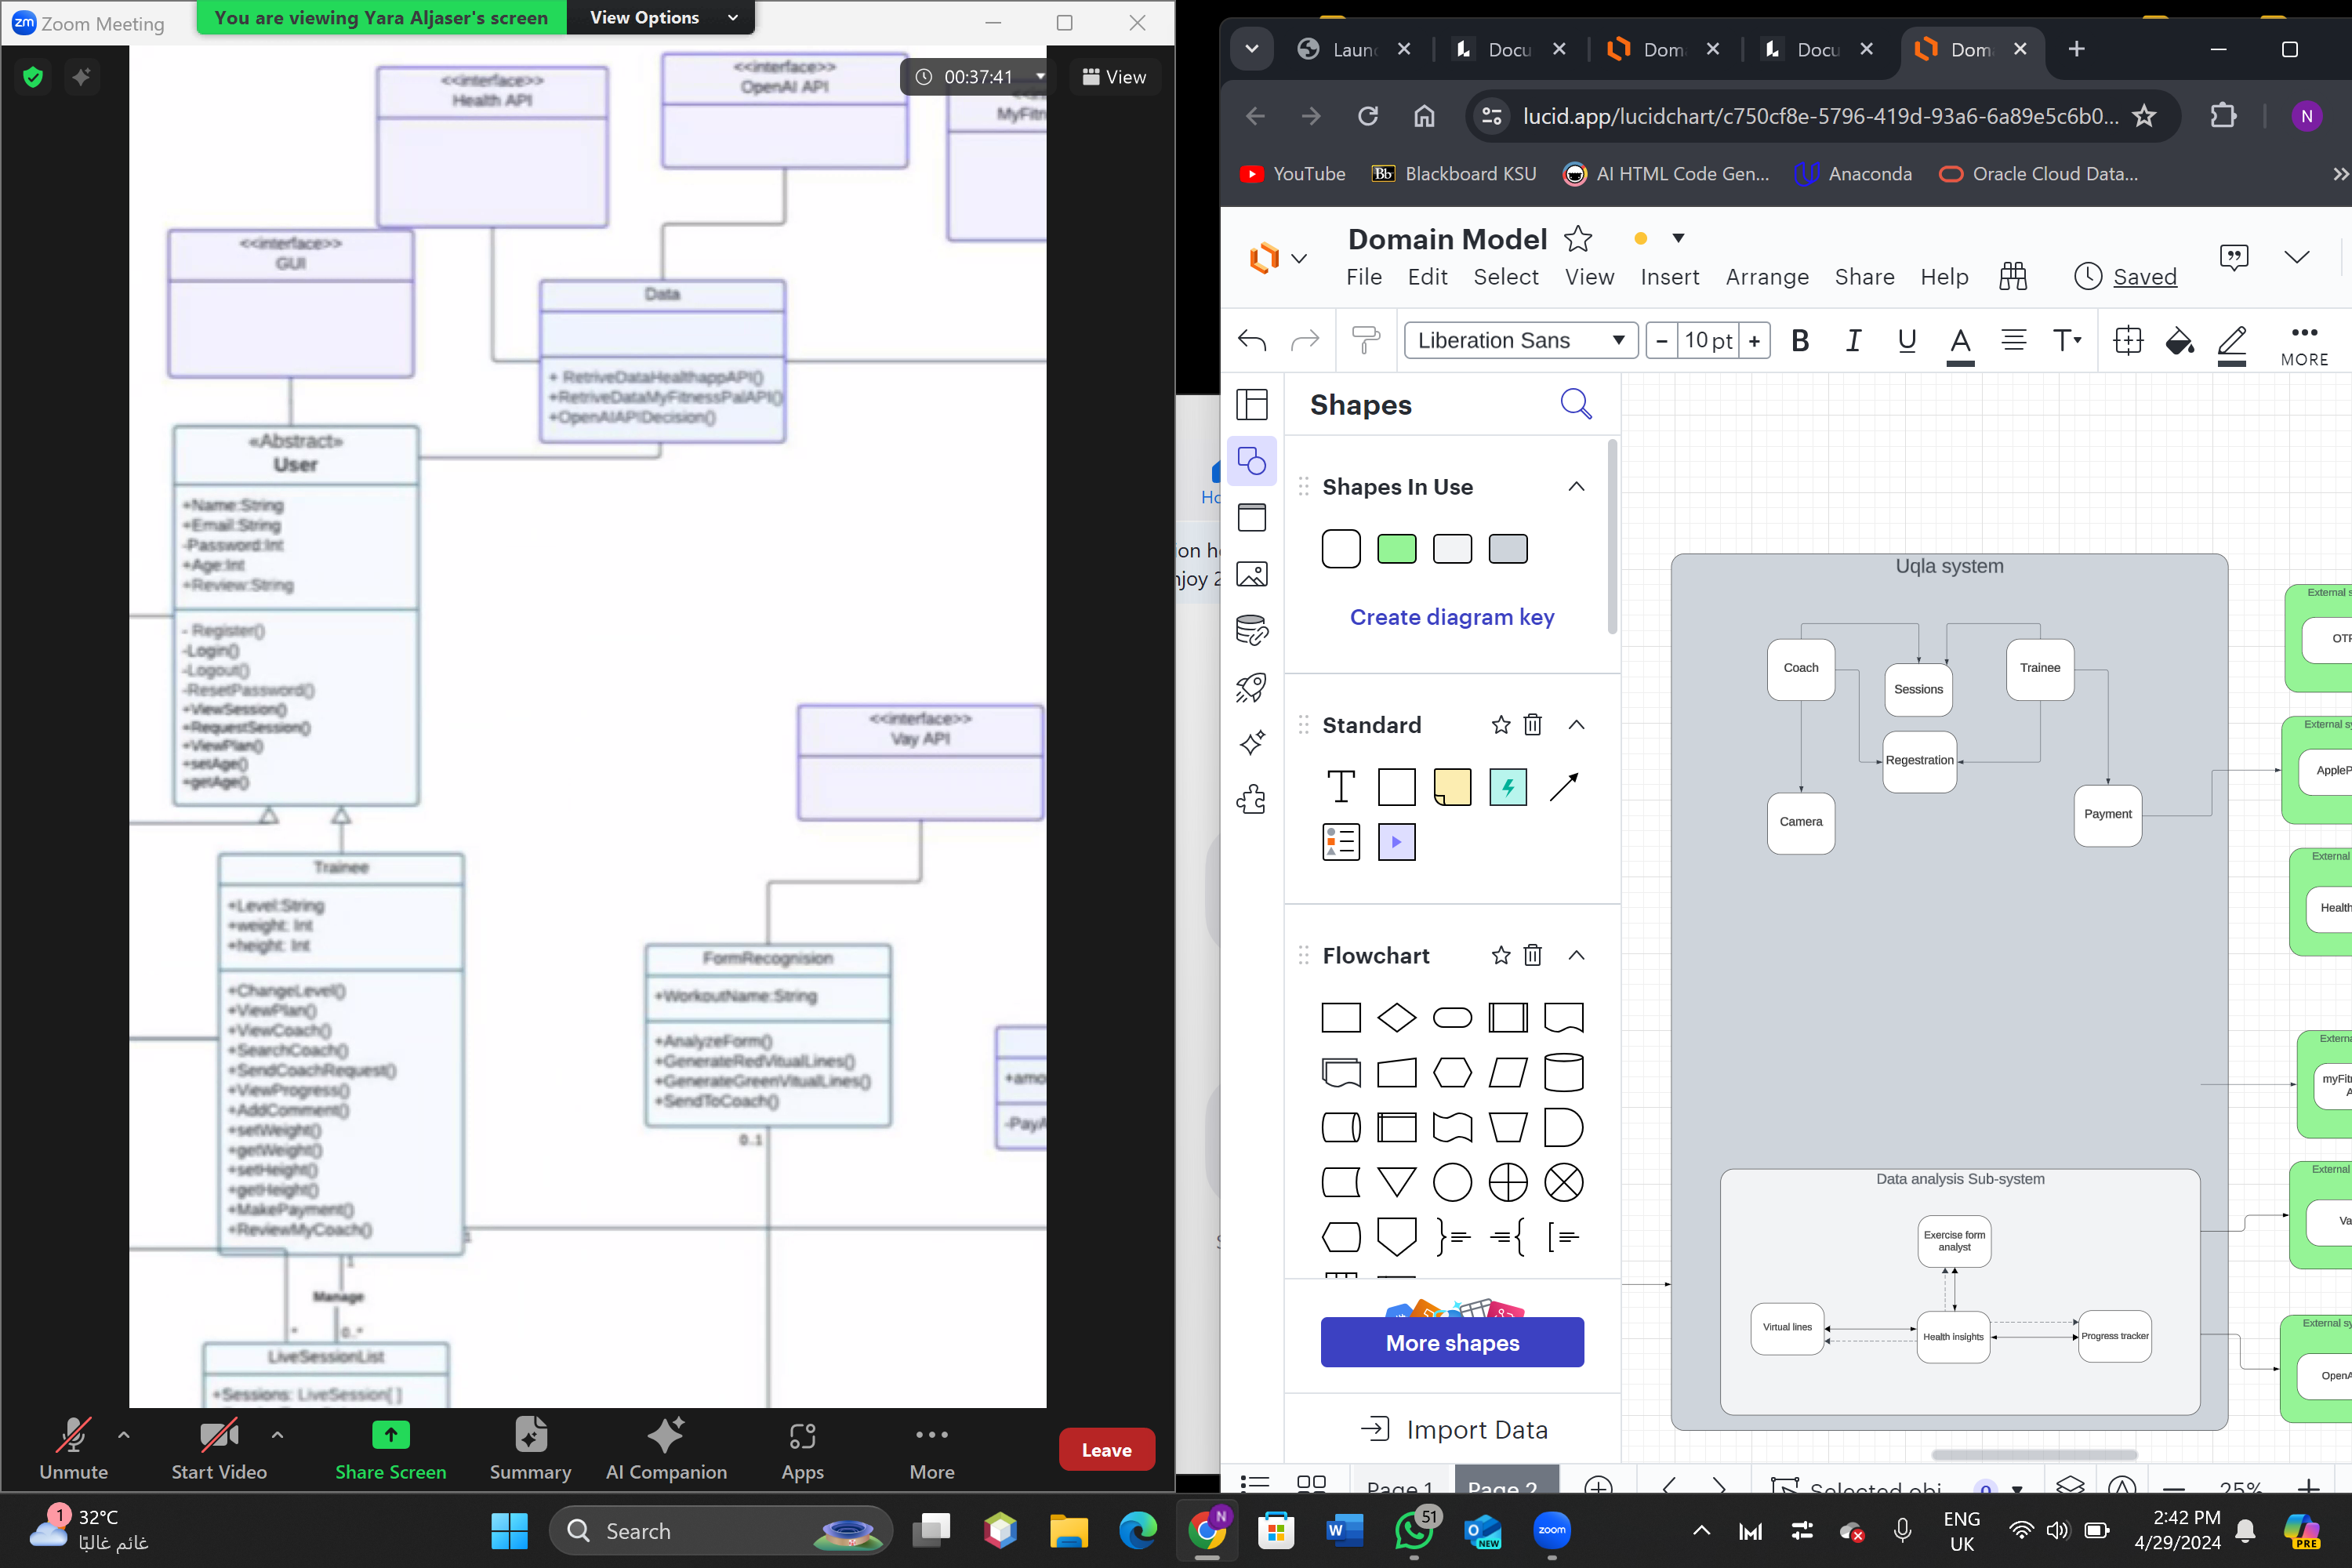 Zoom Meeting
You are viewing Yara Aljaser's screen
View Options
00:37:41
View
<<interface>>
Health API
<<interface>>
OpenAI API
<<interface>>
GUI
Data
+ RetriveDataHealthappAPI()
+RetriveDataMyFitnessPalAPI()
+OpenAIAPIDecision()
«Abstract»
User
+Name:String
+Email:String
-Password:Int
+Age:Int
+Review:String
- Register()
-Login()
-Logout()
-ResetPassword()
+ViewSession()
+RequestSession()
+ViewPlan()
+setAge()
+getAge()
<<interface>>
Vay API
Trainee
+Level:String
+weight: Int
+height: Int
+ChangeLevel()
+ViewPlan()
+ViewCoach()
+SearchCoach()
+SendCoachRequest()
+ViewProgress()
+AddComment()
+setWeight()
+getWeight()
+setHeight()
+getHeight()
+MakePayment()
+ReviewMyCoach()
FormRecognision
+WorkoutName:String
+AnalyzeForm()
+GenerateRedVitualLines()
+GenerateGreenVitualLines()
+SendToCoach()
0..1
+amo
-PayA
1
1
Manage
*
0..*
LiveSessionList
+Sessions: LiveSession[ ]
Unmute
Start Video
Share Screen
Summary
AI Companion
Apps
More
Leave
Laun
Docu
Dom
Docu
Dom
lucid.app/lucidchart/c750cf8e-5796-419d-93a6-6a89e5c6b0...
N
YouTube
Blackboard KSU
AI HTML Code Gen...
Anaconda
Oracle Cloud Data...
Domain Model
File
Edit
Select
View
Insert
Arrange
Share
Help
Saved
Liberation Sans
10 pt
MORE
Shapes
Shapes In Use
Create diagram key
Standard
Flowchart
More shapes
Import Data
Uqla system
Coach
Sessions
Trainee
Regestration
Camera
Payment
Data analysis Sub-system
Exercise form
analyst
Virtual lines
Health insights
Progress tracker
External s
OTP
External sy
AppleP
External
Health
Externa
myFitn
A
External
Va
External sy
OpenA
Page 1
Page 2
Selected obj
0
25%
1
32°C
غائم غالبًا
Search
51
ENG
UK
2:42 PM
4/29/2024